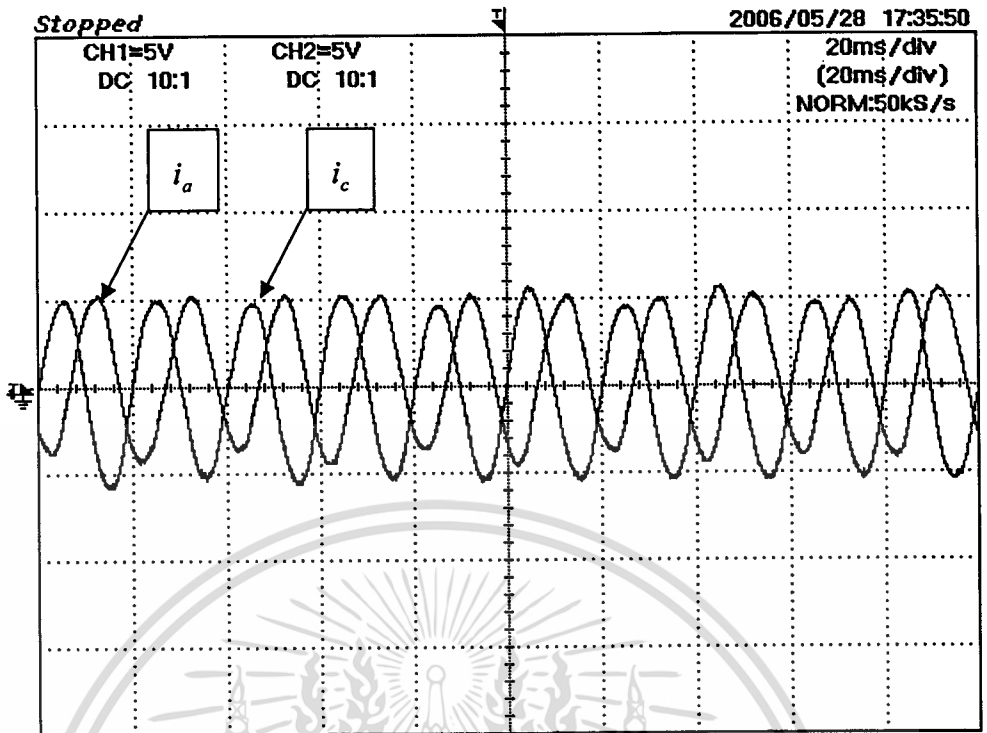 Stopped
2006/05/28 17:35:50
CH1=5V
DC 10:1
CH2=5V
DC 10:1
20ms/div
(20ms/div)
NORM:50kS/s
T
i_a
i_c
T